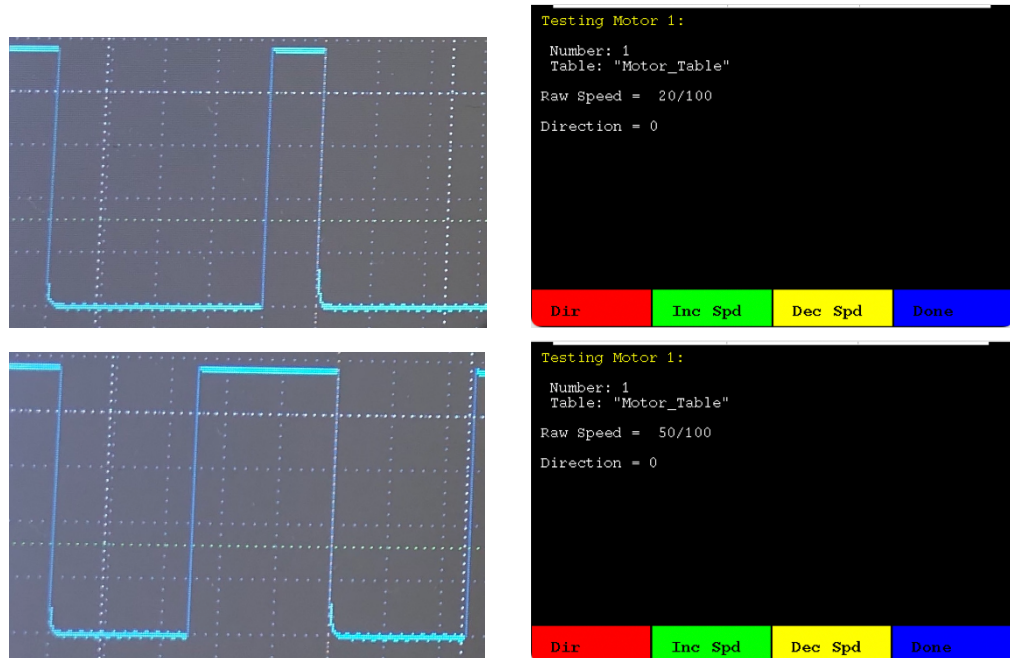 Testing Motor 1:
Number: 1
Table: "Motor_Table"
Raw Speed =  20/100
Direction = 0
Dir Inc Spd Dec Spd Done
Testing Motor 1:
Number: 1
Table: "Motor_Table"
Raw Speed =  50/100
Direction = 0
Dir Inc Spd Dec Spd Done